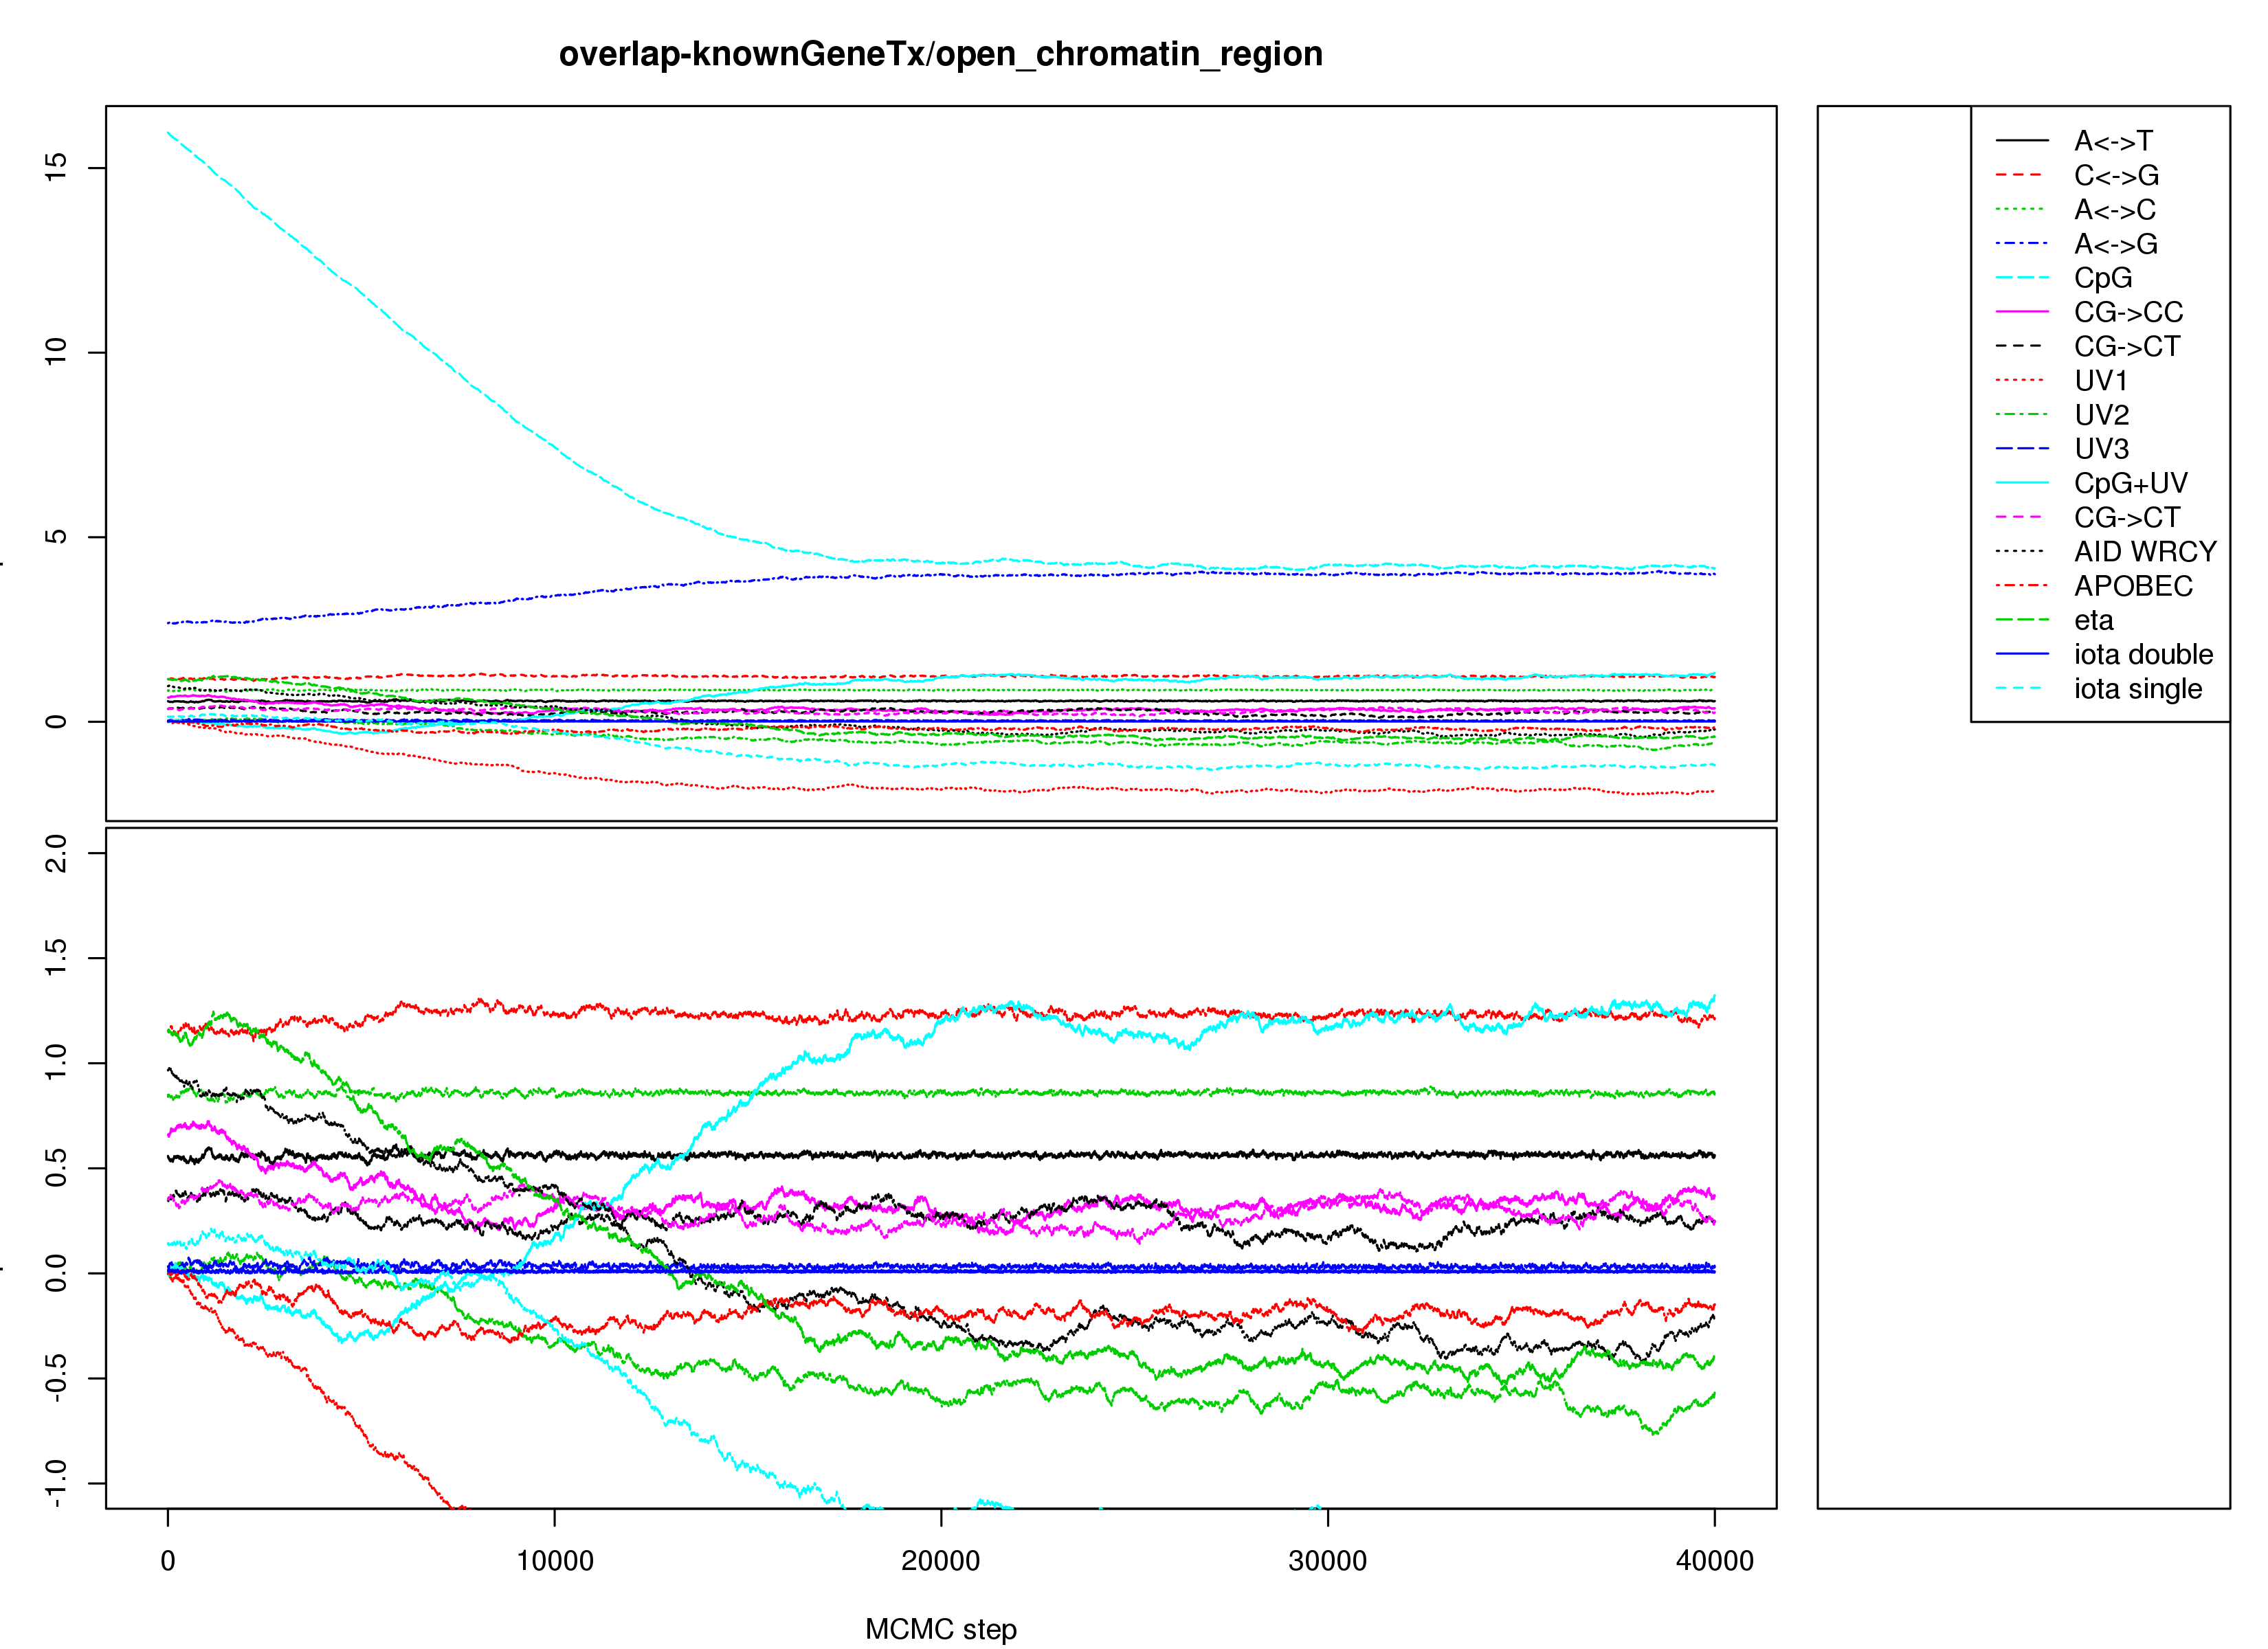 overlap-knownGeneTx/open_chromatin_region
15
10
5
0
2.0
1.5
1.0
0.5
0.0
-0.5
-1.0
0 10000 20000 30000 40000
MCMC step
A<->T
C<->G
A<->C
A<->G
CpG
CG->CC
CG->CT
UV1
UV2
UV3
CpG+UV
CG->CT
AID WRCY
APOBEC
eta
iota double
iota single